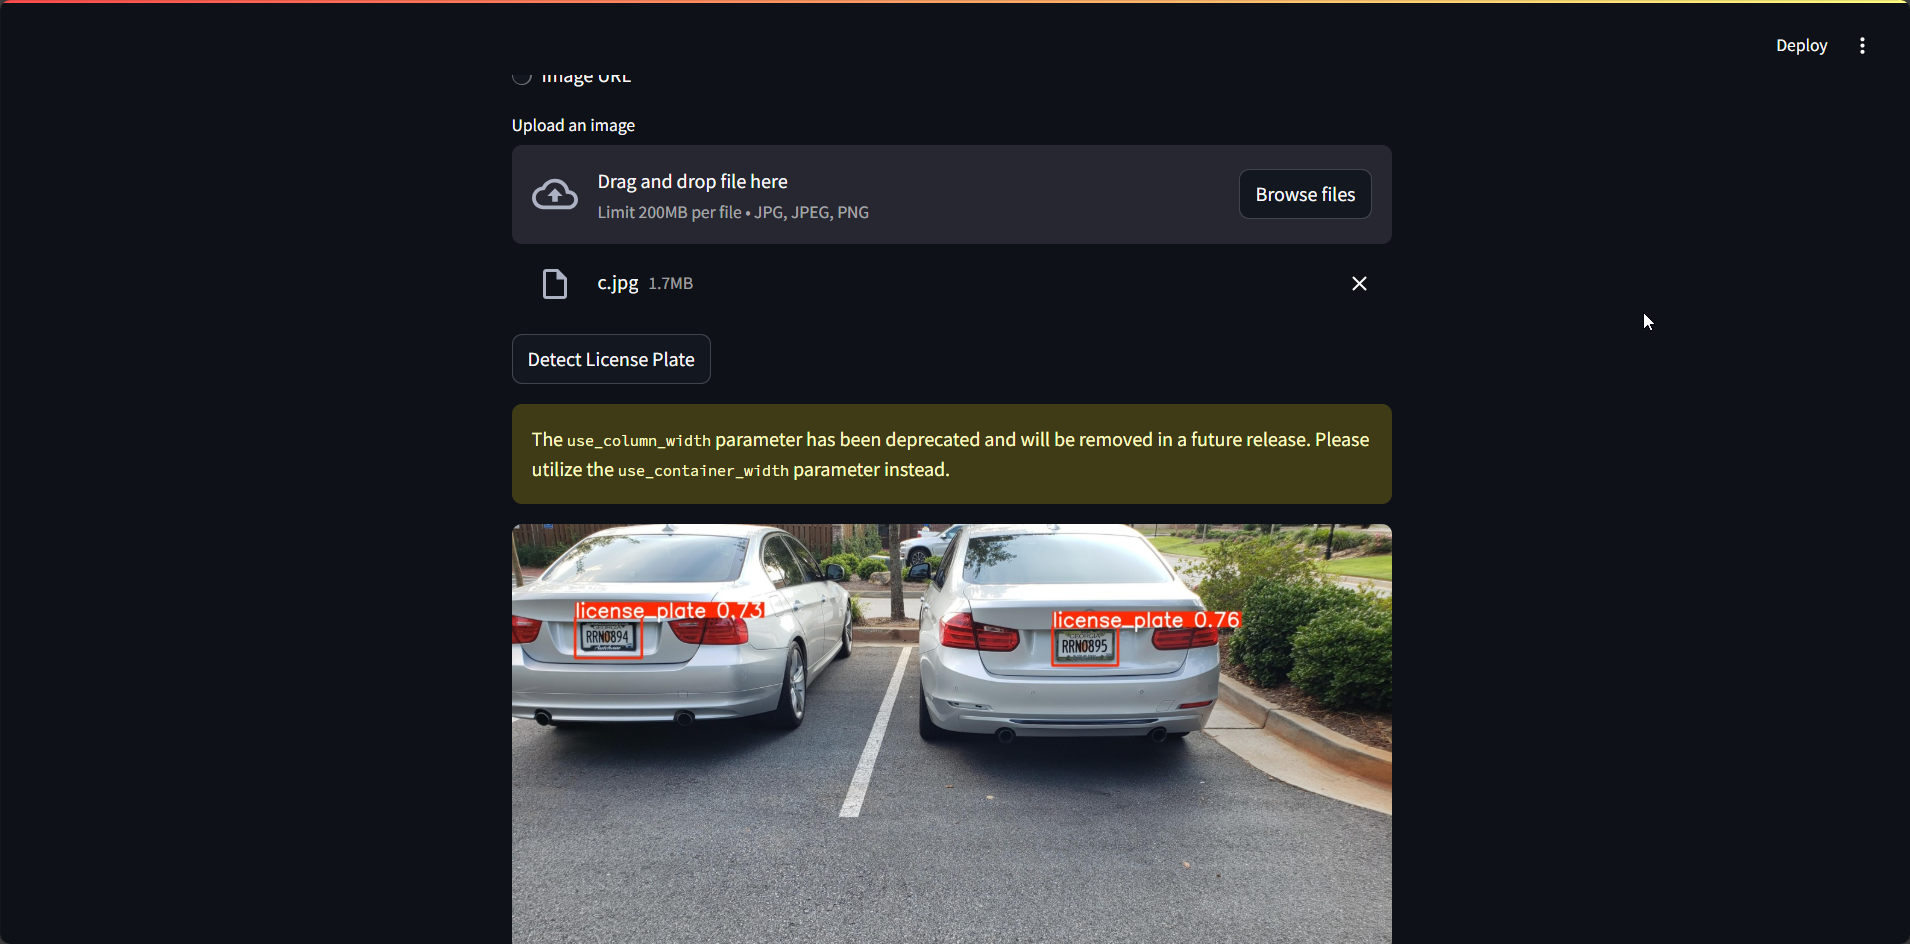 Deploy
Image URL
Upload an image
Drag and drop file here
Limit 200MB per file • JPG, JPEG, PNG
Browse files
c.jpg 1.7MB
Detect License Plate
The use_column_width parameter has been deprecated and will be removed in a future release. Please
utilize the use_container_width parameter instead.
license_plate 0.73
RRN0894
license_plate 0.76
GEORGIA
RRN0895